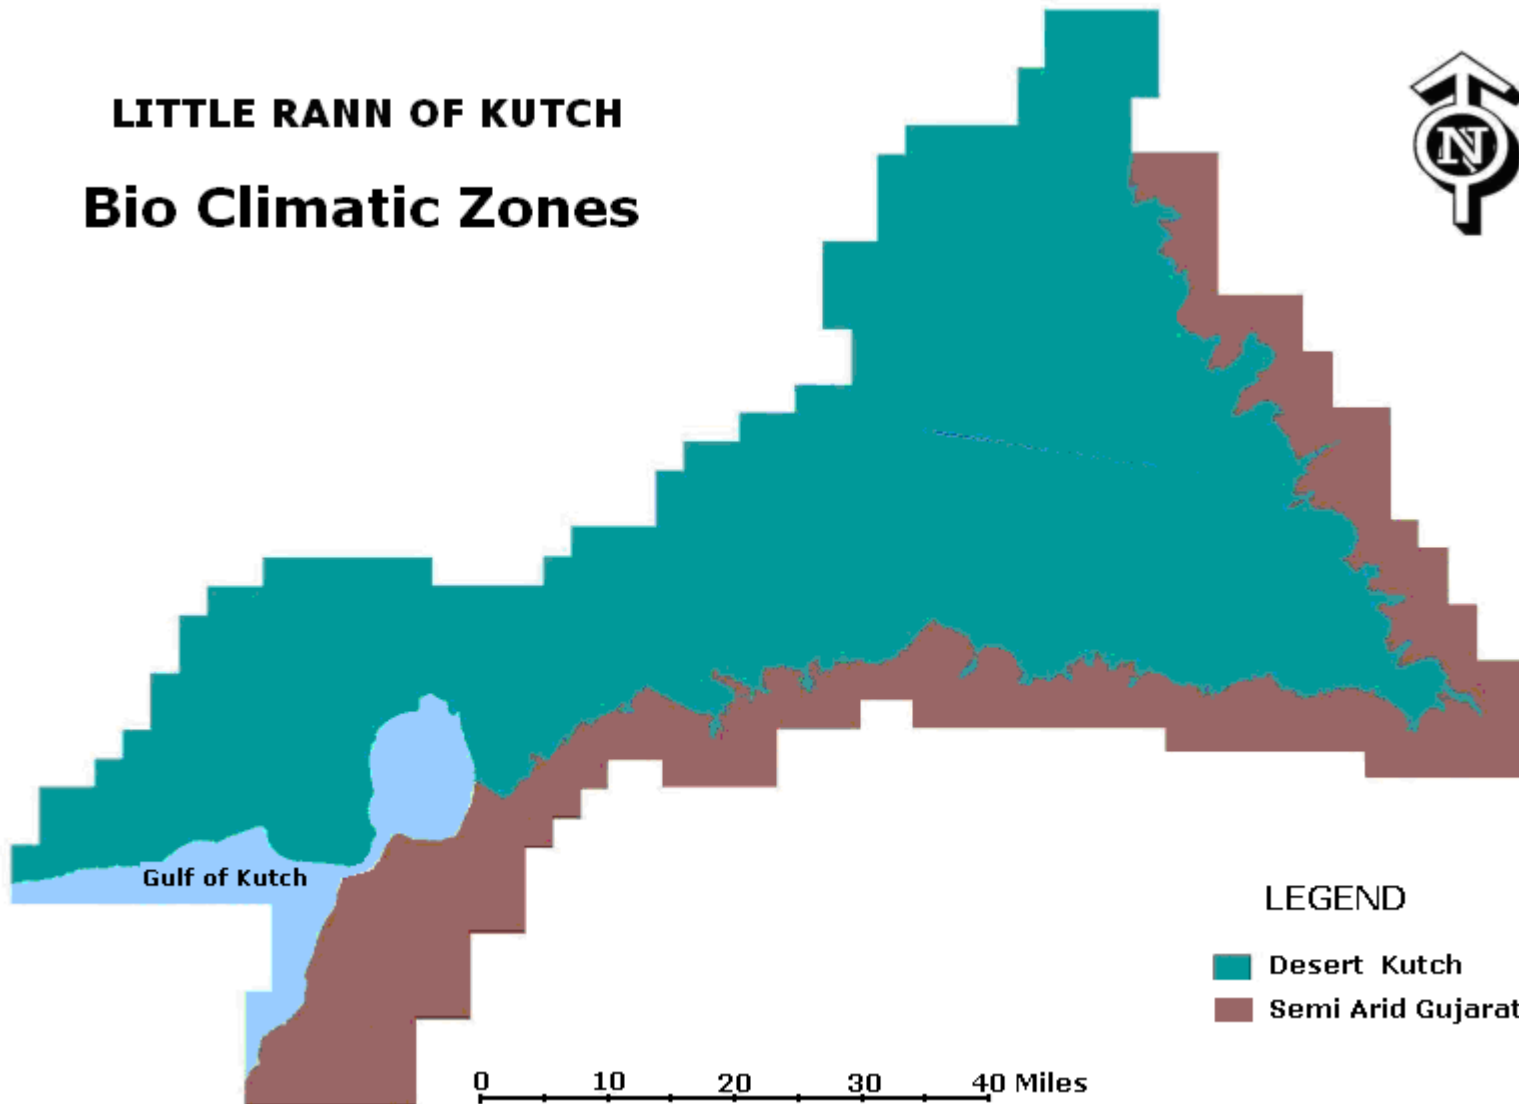 LITTLE RANN OF KUTCH
Bio Climatic Zones
N
Gulf of Kutch
LEGEND
Desert Kutch
Semi Arid Gujarat
0 10 20 30 40 Miles